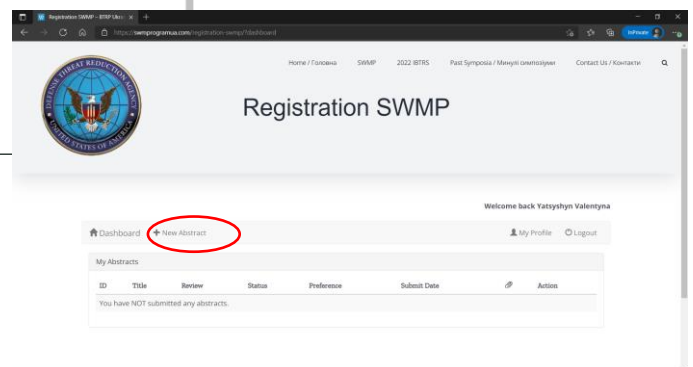 Registration SWMP – BTRP Ukra
https://swmprogramua.com/registration-swmp/?dashboard
InPrivate
DEFENSE THREAT REDUCTION AGENCY
UNITED STATES OF AMERICA
Home / Головна SWMP 2022 IBTRS Past Symposia / Минулі симпозіуми Contact Us / Контакти
Registration SWMP
Welcome back Yatsyshyn Valentyna
Dashboard New Abstract My Profile Logout
My Abstracts
ID Title Review Status Preference Submit Date Action
You have NOT submitted any abstracts.